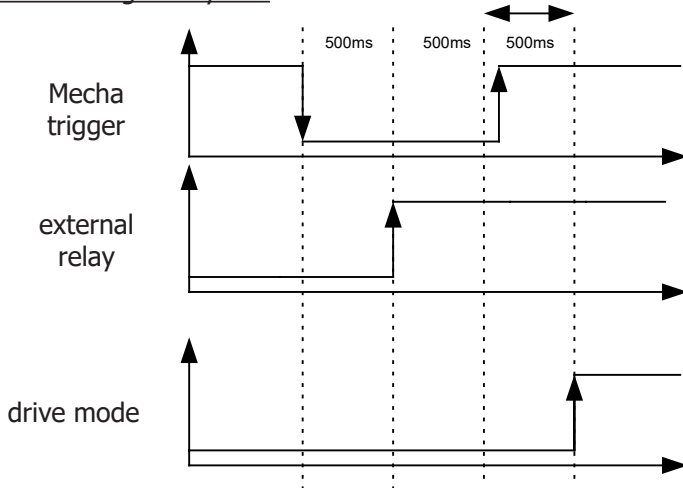 500ms 500ms 500ms
Mecha
trigger
external
relay
drive mode